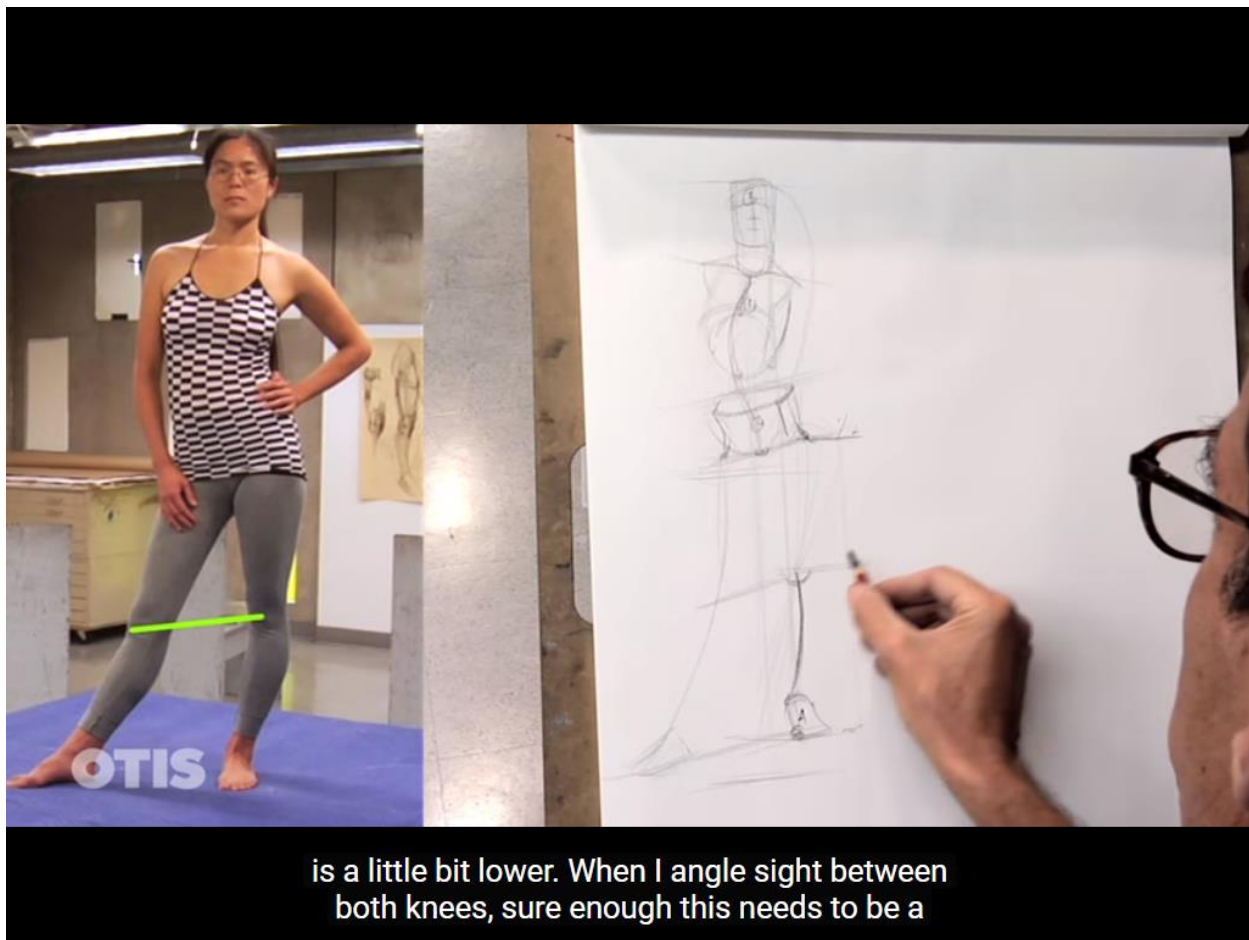 OTIS
A
is a little bit lower. When I angle sight between
both knees, sure enough this needs to be a